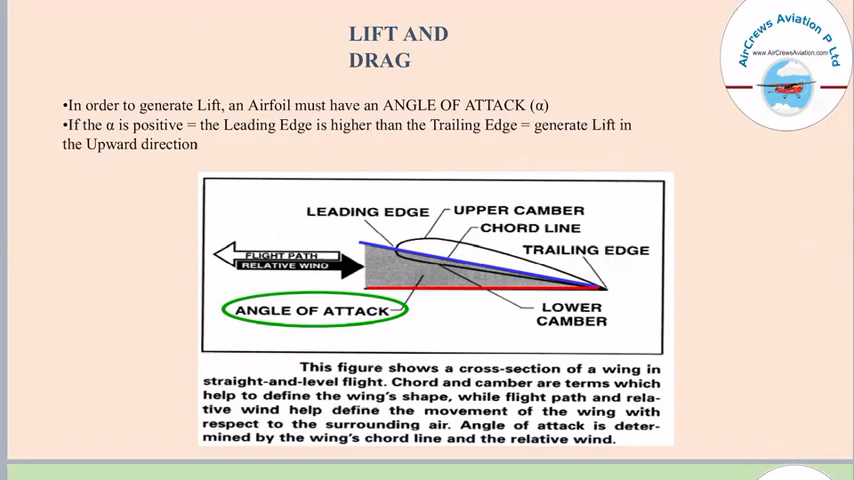 LIFT AND
DRAG
AirCrews Aviation P Ltd
www.AirCrewsAviation.com
•In order to generate Lift, an Airfoil must have an ANGLE OF ATTACK (α)
•If the α is positive = the Leading Edge is higher than the Trailing Edge = generate Lift in
the Upward direction
LEADING EDGE
UPPER CAMBER
CHORD LINE
TRAILING EDGE
FLIGHT PATH
RELATIVE WIND
ANGLE OF ATTACK
LOWER
CAMBER
This figure shows a cross-section of a wing in
straight-and-level flight. Chord and camber are terms which
help to define the wing's shape, while flight path and rela-
tive wind help define the movement of the wing with
respect to the surrounding air. Angle of attack is deter-
mined by the wing's chord line and the relative wind.